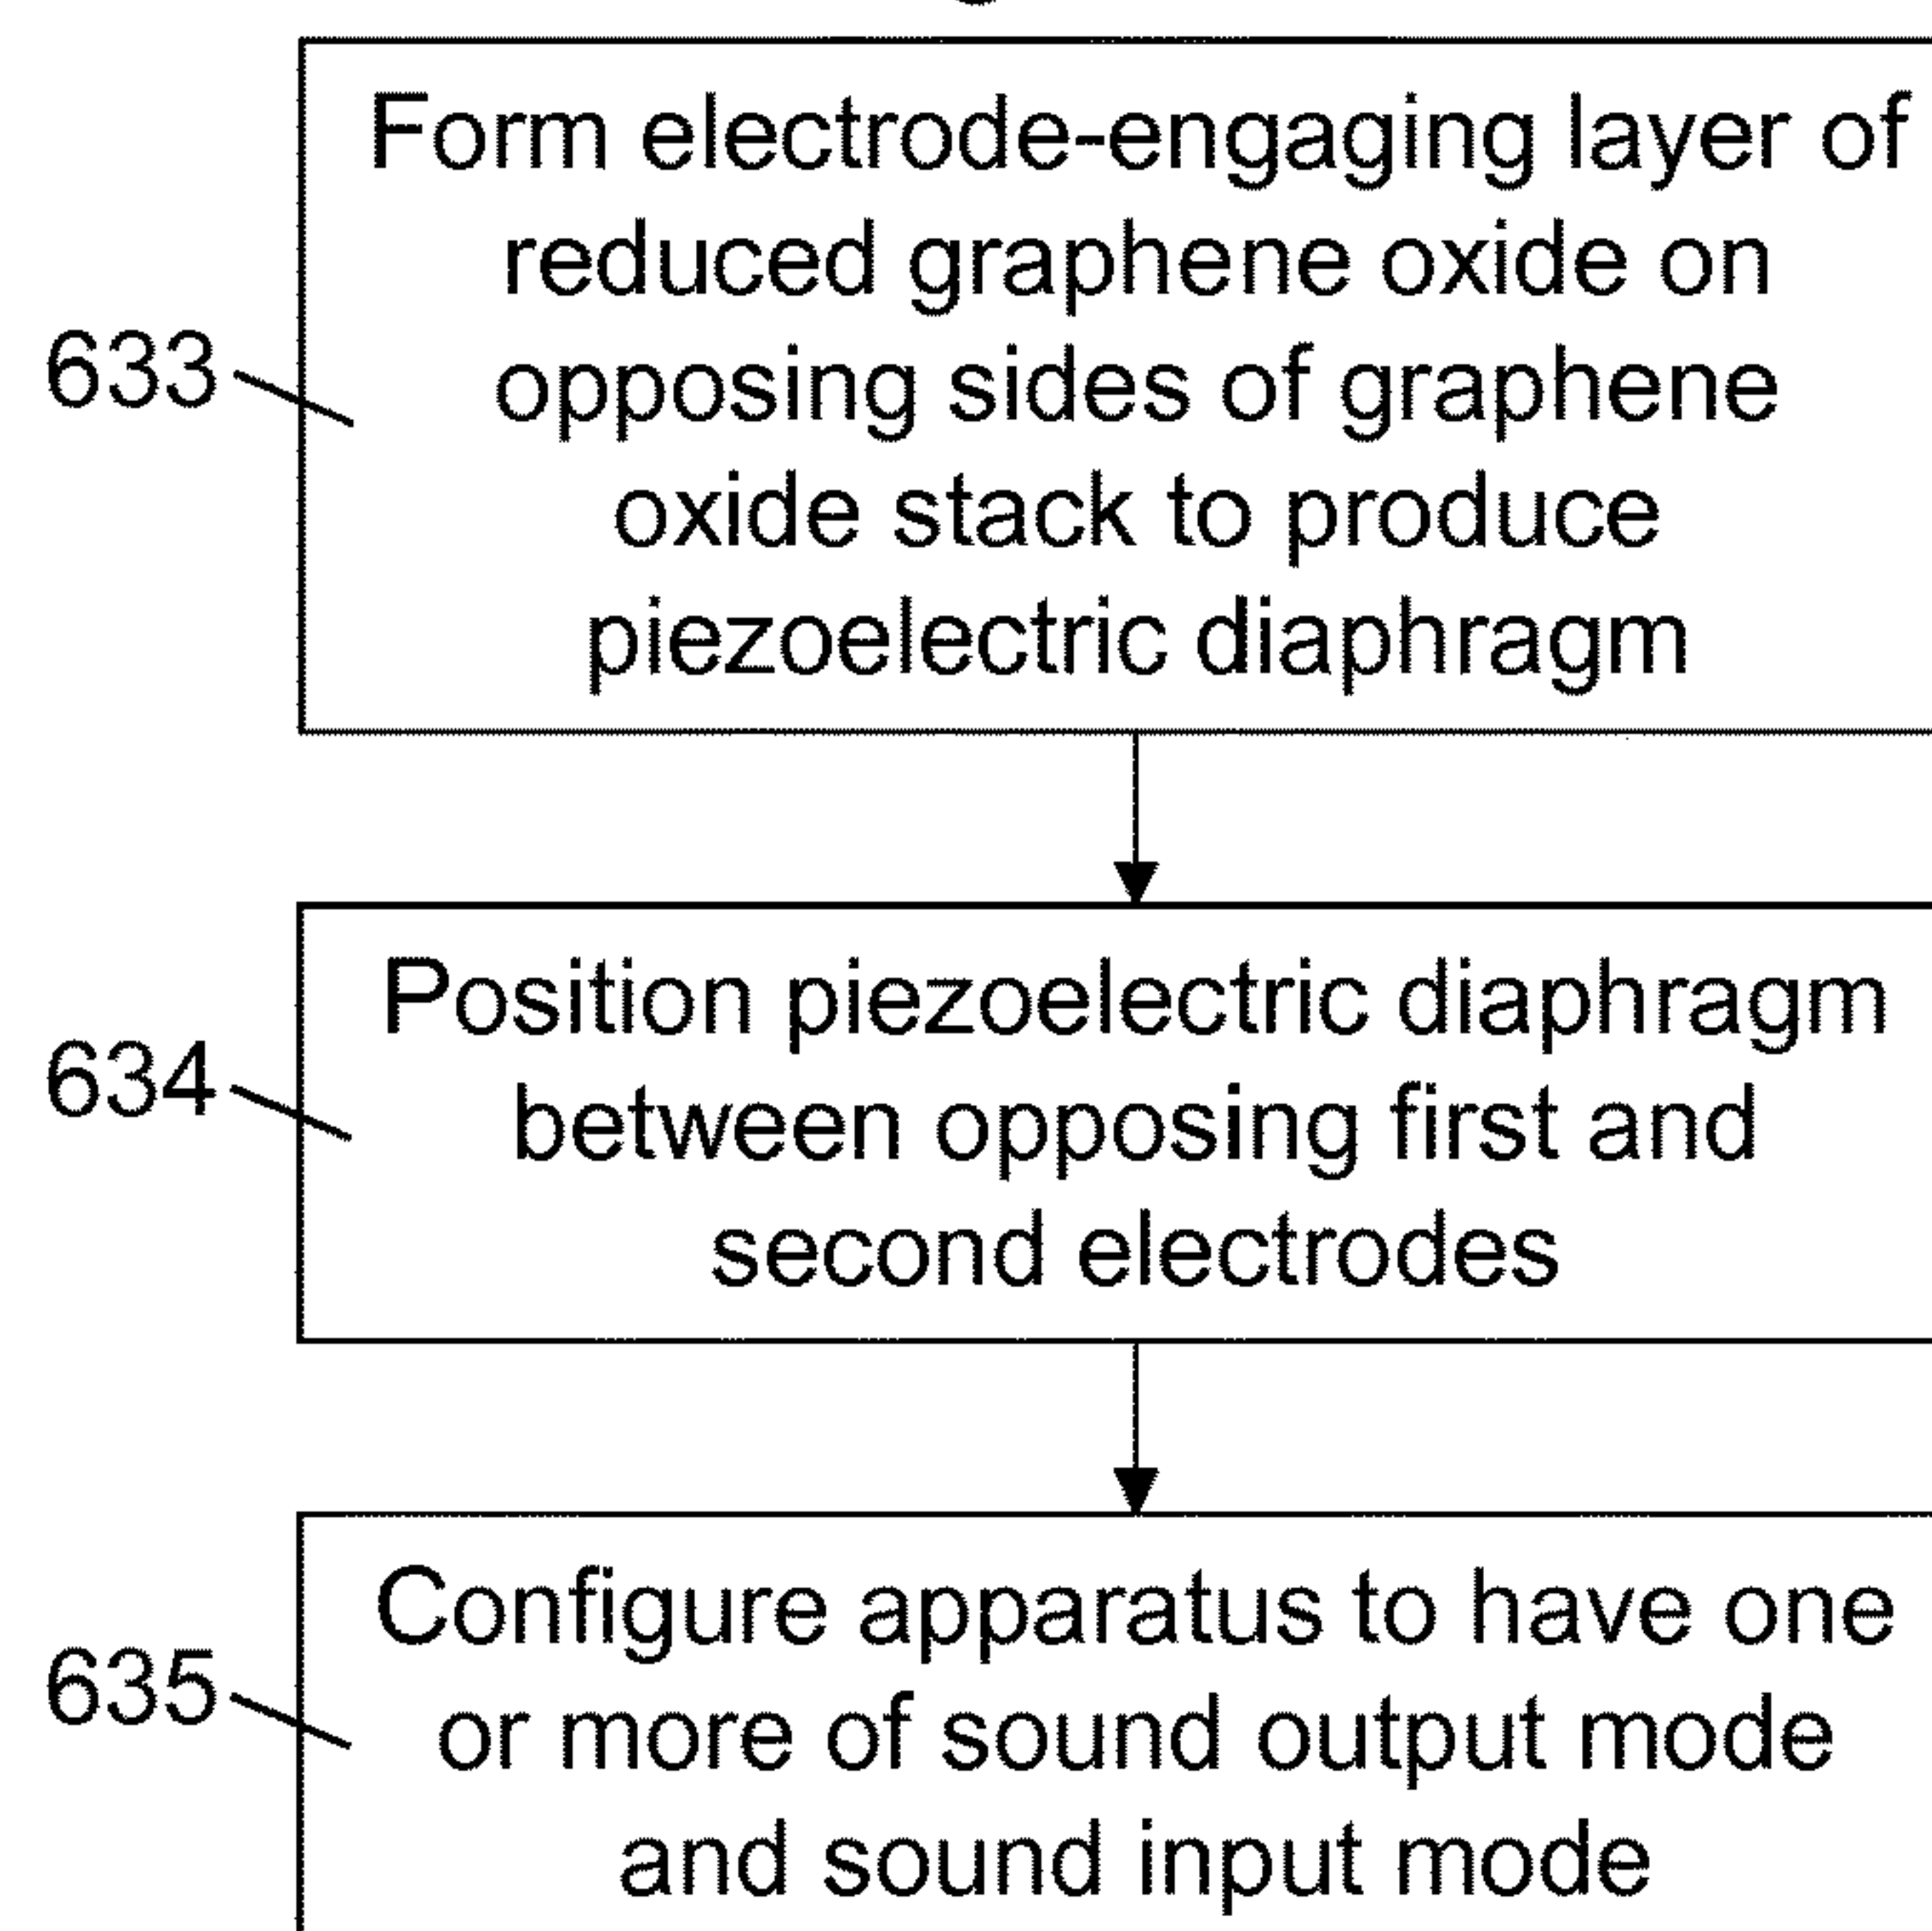 Form electrode-engaging layer of
reduced graphene oxide on
633
opposing sides of graphene
oxide stack to produce
piezoelectric diaphragm
Position piezoelectric diaphragm
634
between opposing first and
second electrodes
Configure apparatus to have one
635
or more of sound output mode
and sound input mode